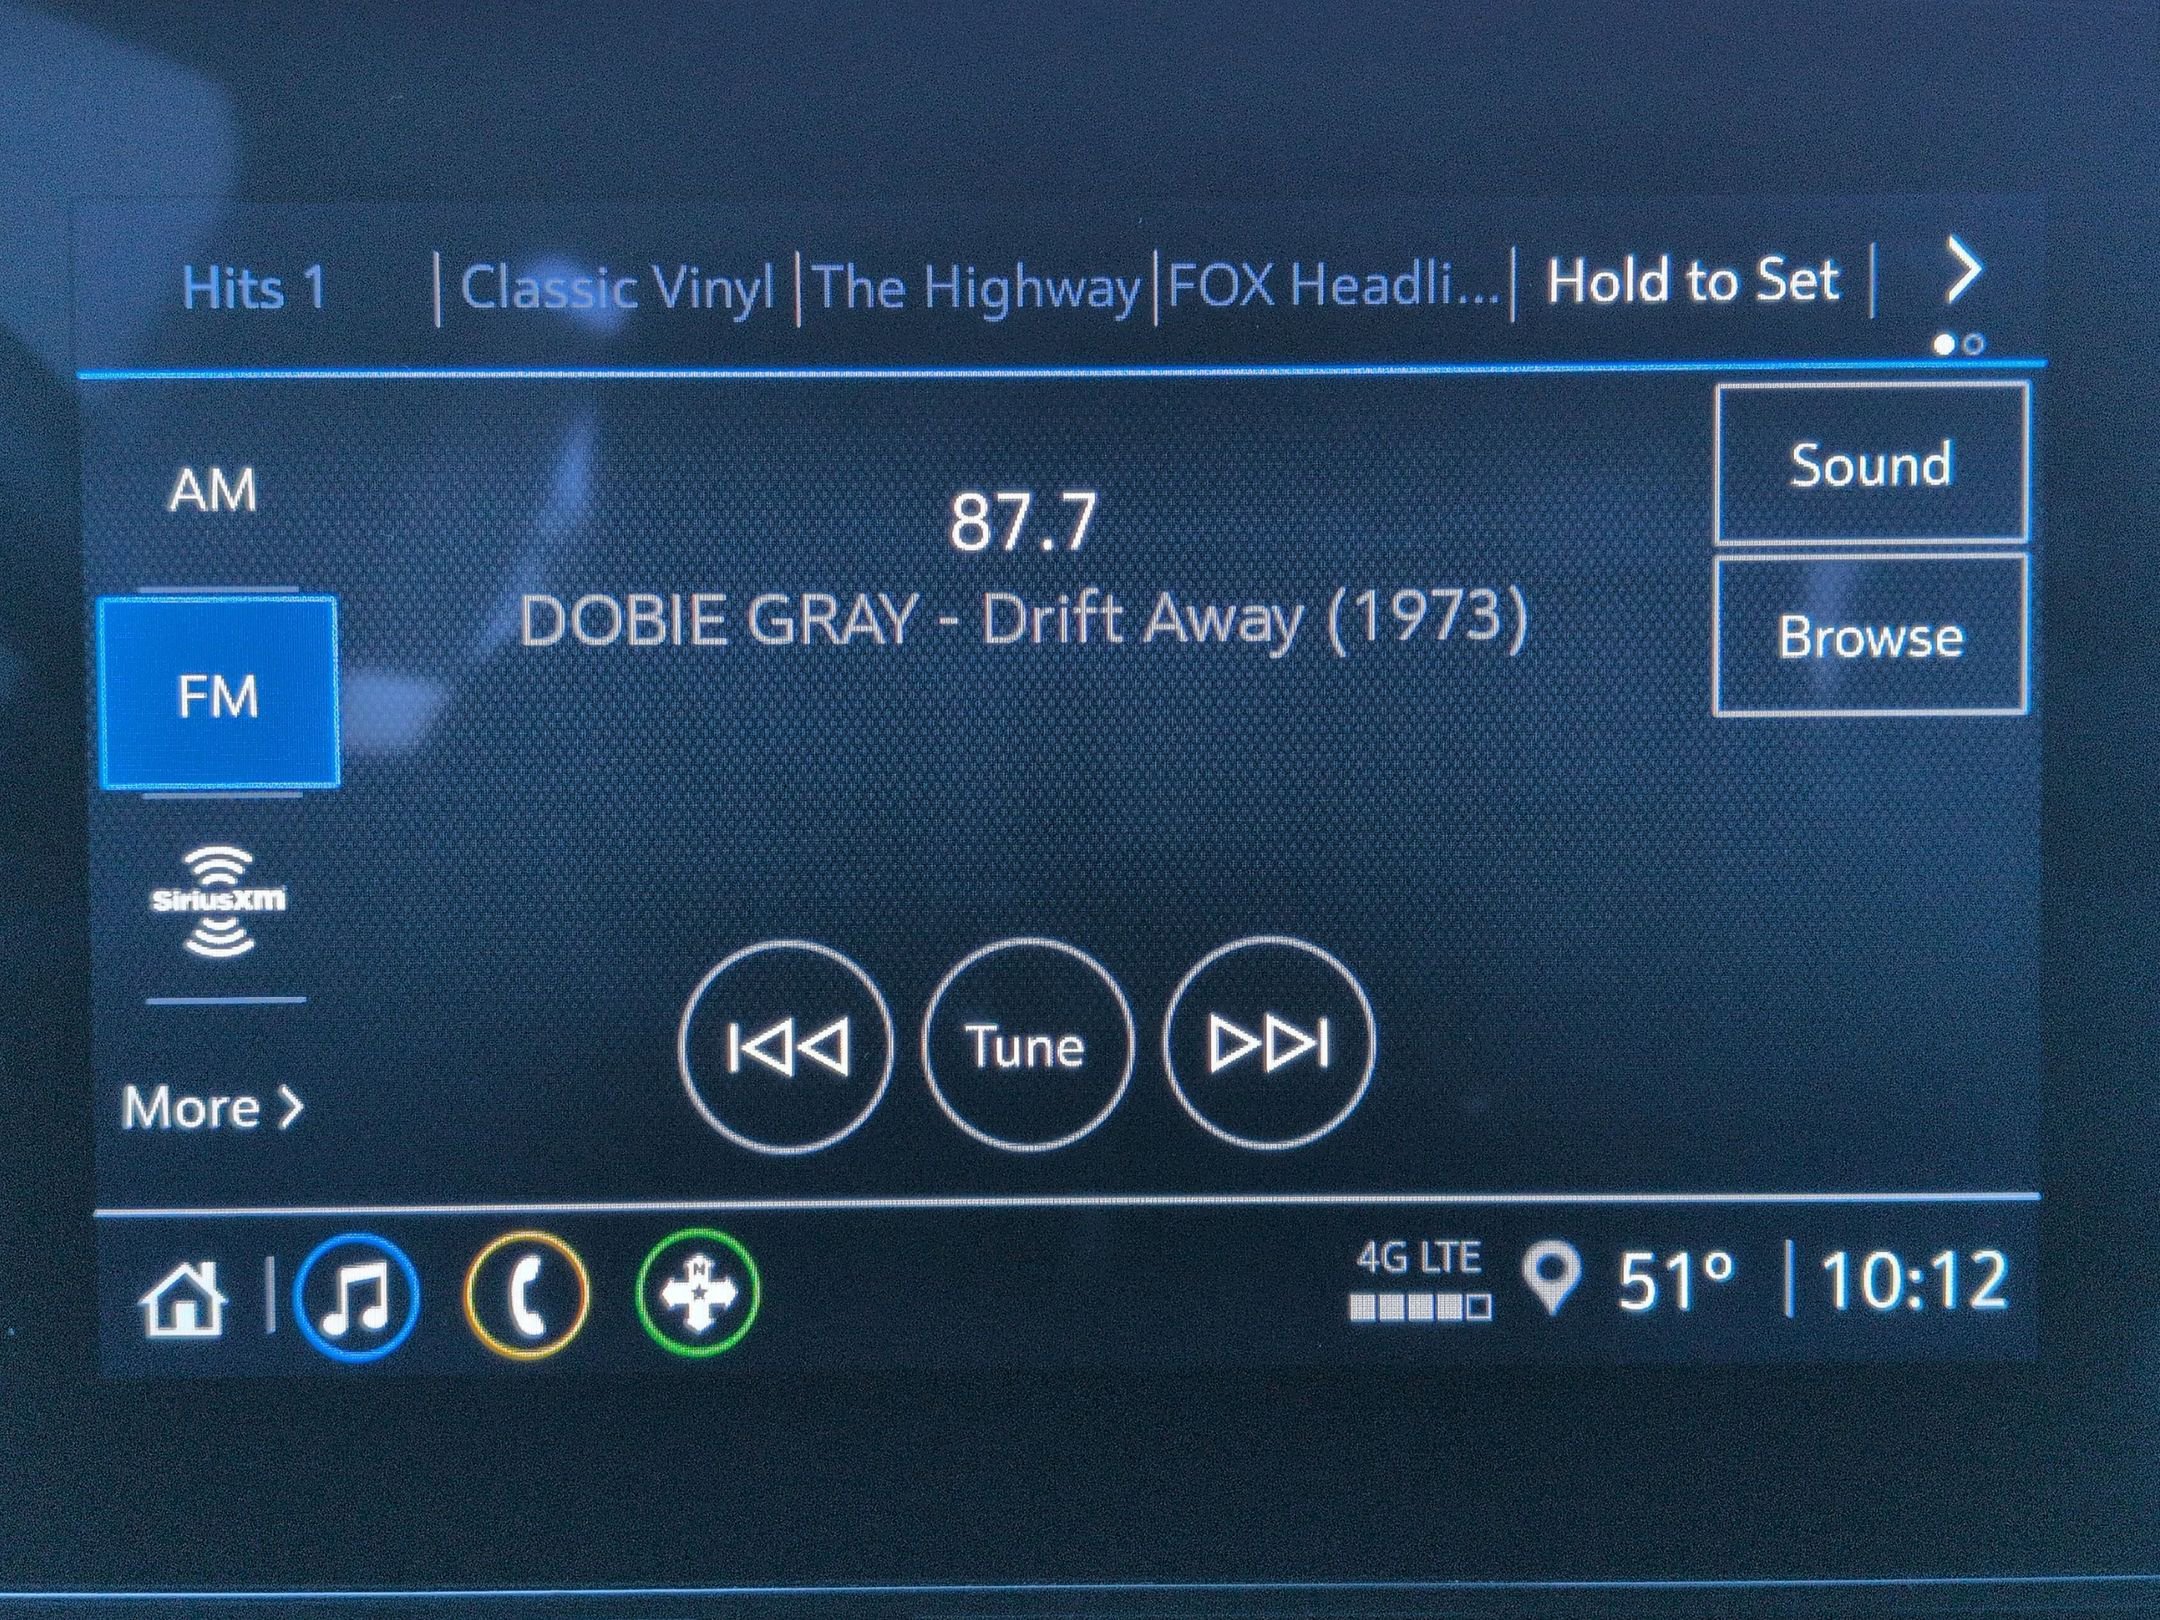 Hits 1 | Classic Vinyl | The Highway | FOX Headli... | Hold to Set |
Sound
AM
87.7
DOBIE GRAY - Drift Away (1973)
Browse
FM
SiriusXM
Tune
More >
4G LTE
N
51° | 10:12